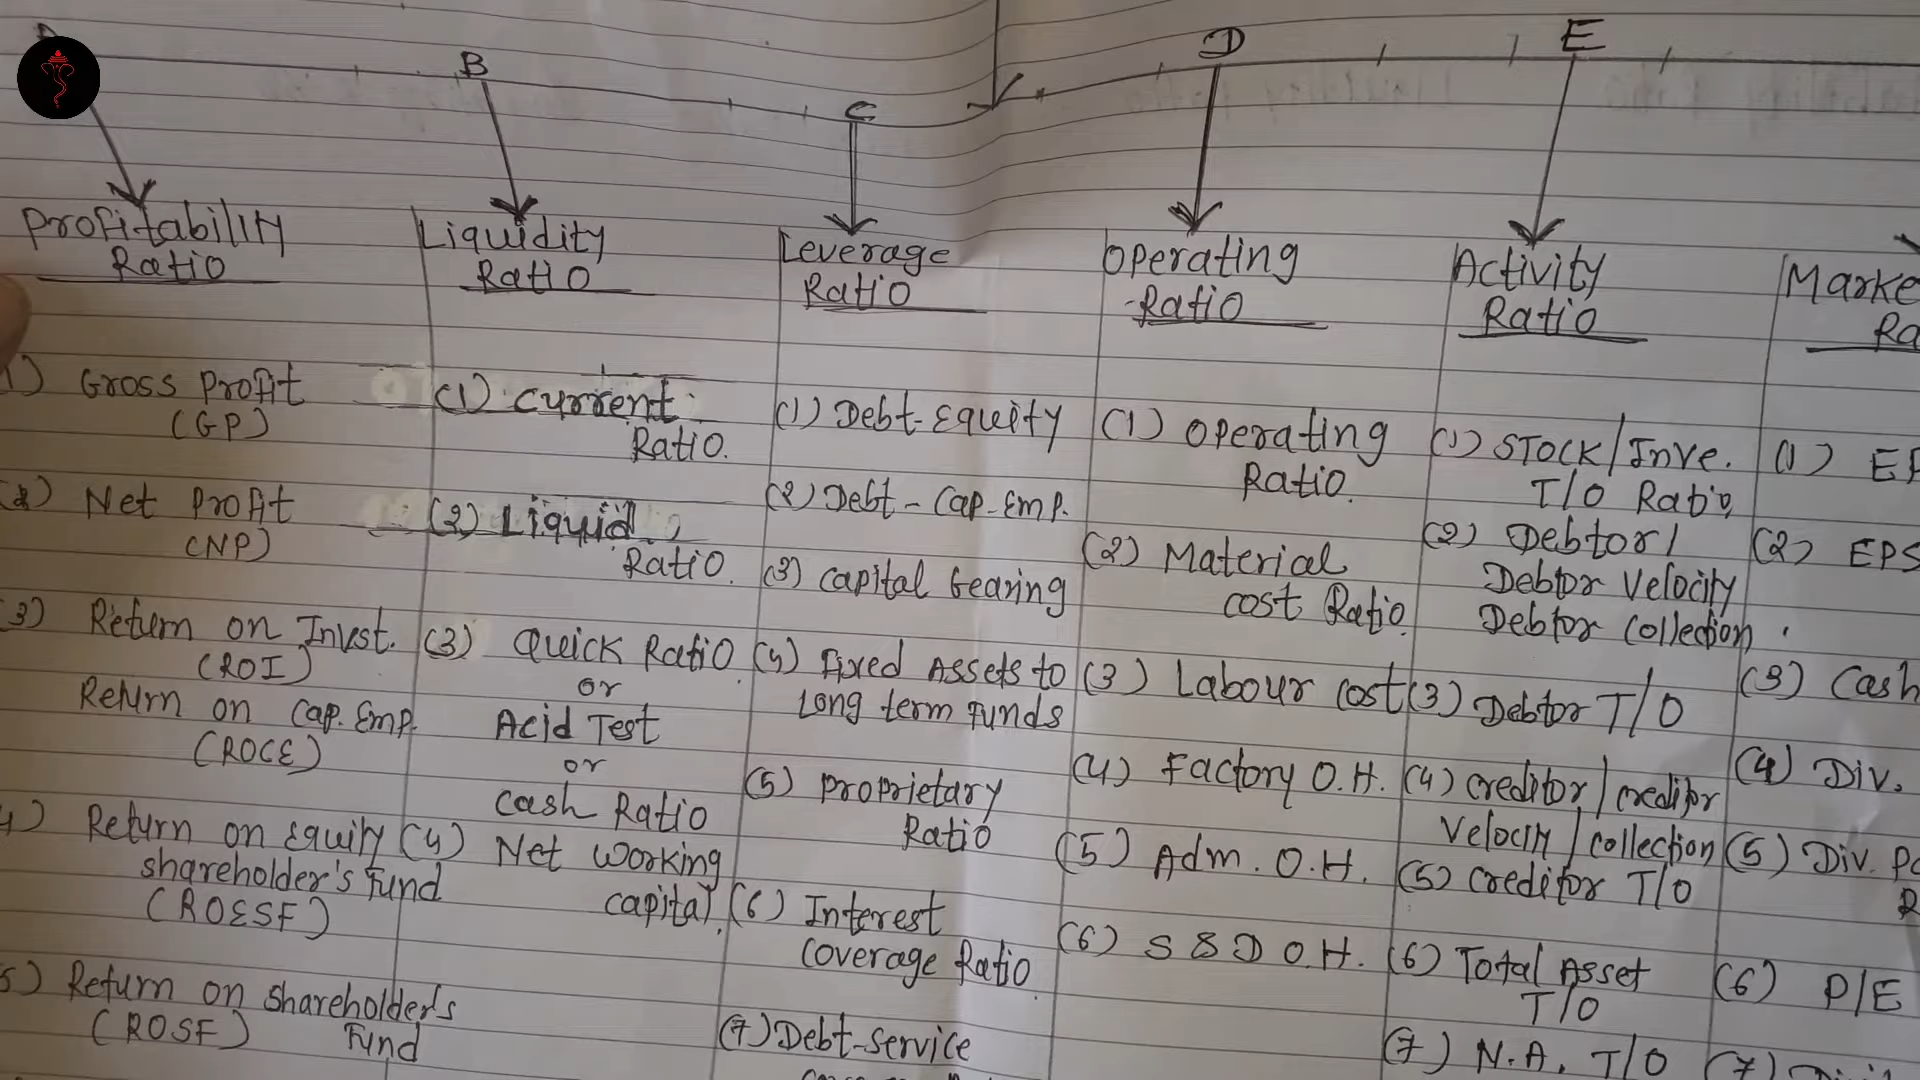 B
C
D
E
Profitability
Ratio
(1) Gross Profit
(GP)
(2) Net Profit
(NP)
(3) Return on Invest.
(ROI)
Return on Cap. Emp.
(ROCE)
(4) Return on Equity
shareholder's Fund
(ROESF)
5) Return on shareholder's
(ROSF) Fund
Liquidity
Ratio
(1) Current
Ratio.
(2) Liquid
Ratio.
(3) Quick Ratio
or
Acid Test
or
Cash Ratio
(4) Net Working
capital.
Leverage
Ratio
(1) Debt-Equity
(2) Debt-Cap-Emp.
(3) Capital Gearing
(4) Fixed Assets to
Long term Funds
(5) Proprietary
Ratio
(6) Interest
Coverage Ratio
(7) Debt-Service
Operating
Ratio
(1) Operating
Ratio.
(2) Material
cost Ratio.
(3) Labour cost
(4) Factory O.H.
(5) Adm. O.H.
(6) S & D O.H.
Activity
Ratio
(1) STOCK/Inve.
T/O Ratio
(2) Debtor/
Debtor Velocity
Debtor Collection.
(3) Debtor T/O
(4) creditor/creditor
Velocity/collection
(5) Creditor T/O
(6) Total Asset
T/O
(7) N.A. T/O
Marke
Ra
(1)
(2) EPS
(3) Cash
(4) Div.
(5) Div.
R
(6) P/E
(7)